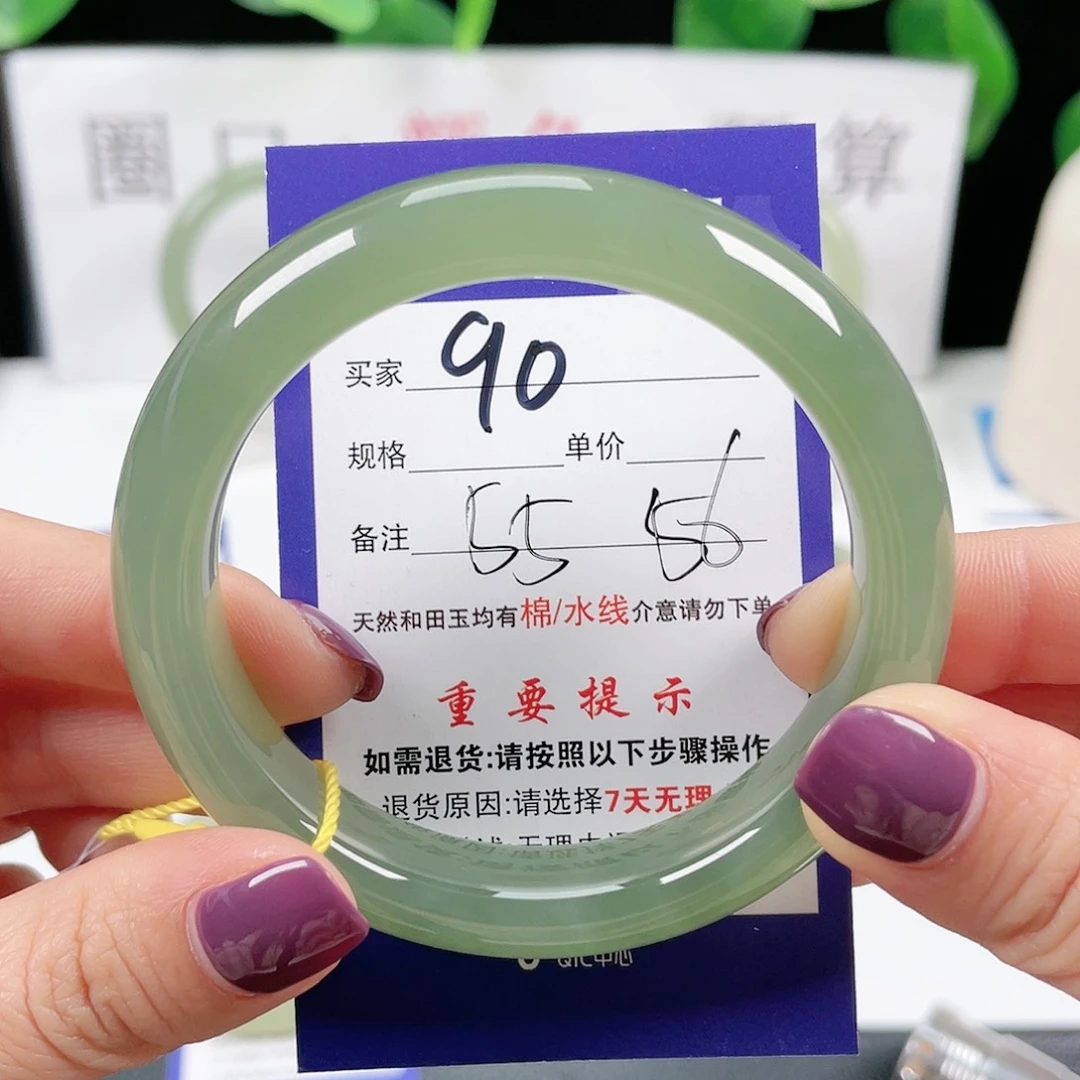 圈口
算
买家 90
规格 单价
备注 55 56
天然和田玉均有棉/水线介意请勿下单
重要提示
如需退货:请按照以下步骤操作
退货原因:请选择7天无理